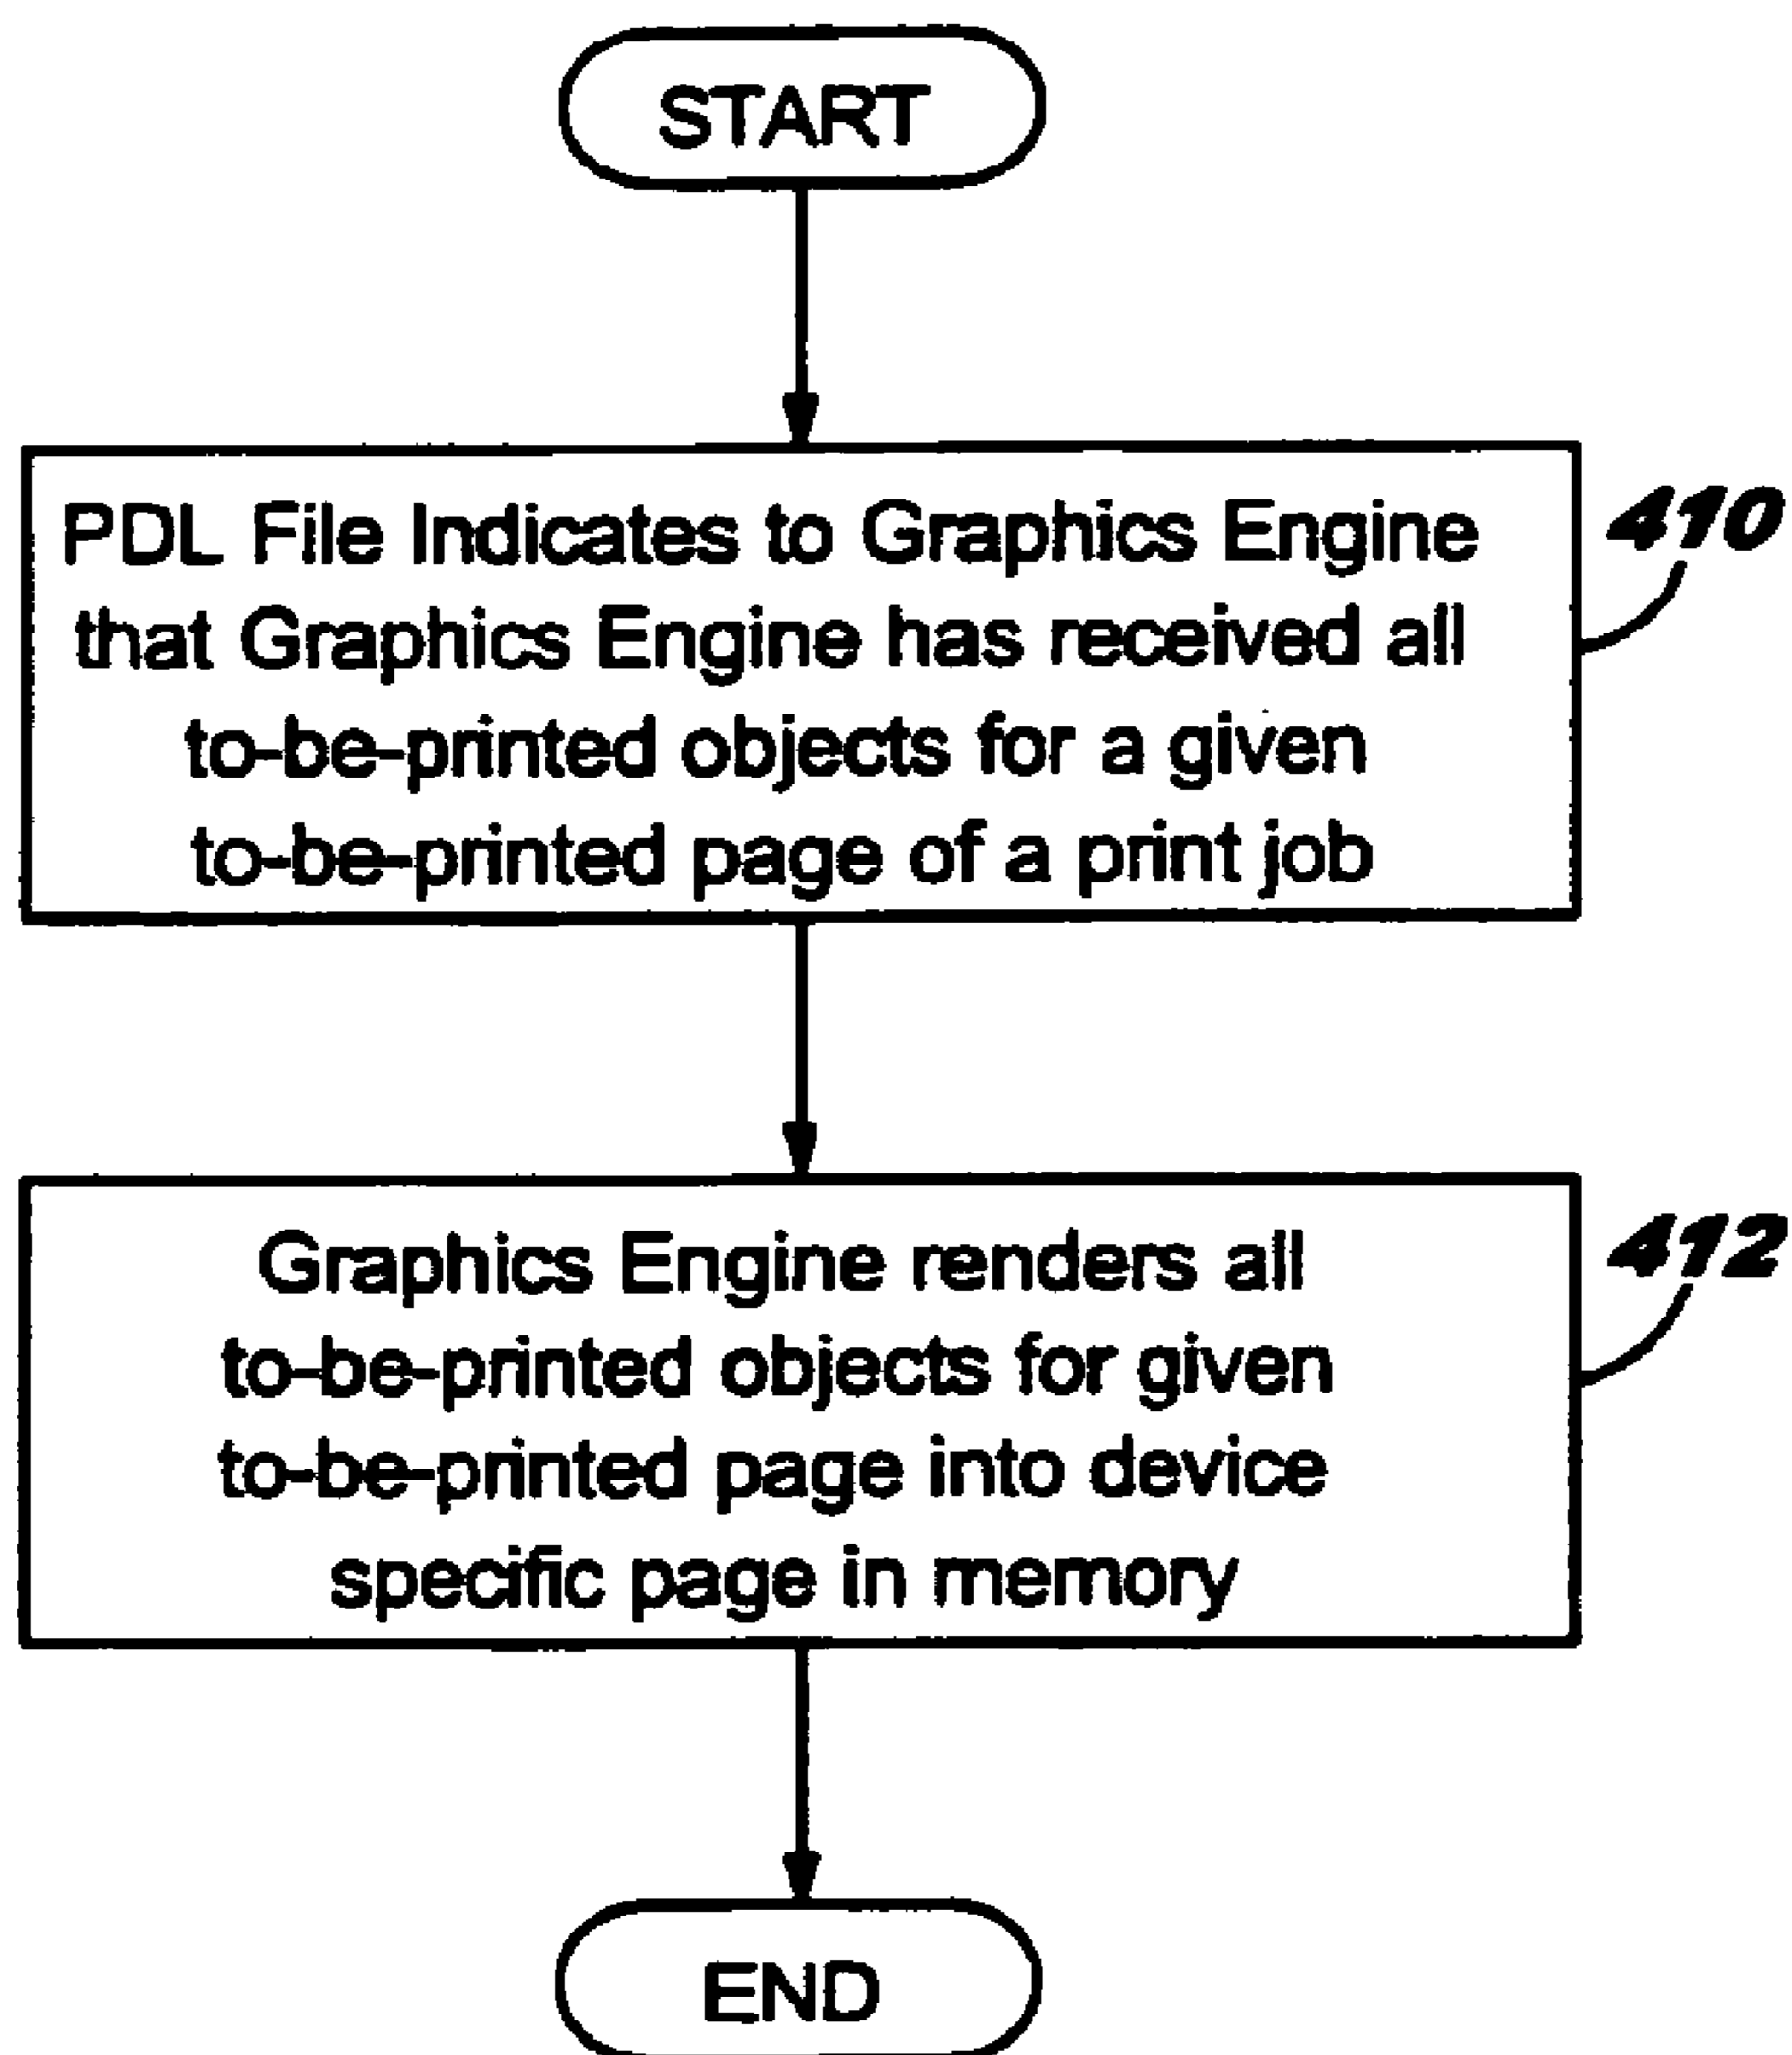 START
PDL File Indicates to Graphics Engine
that Graphics Engine has received all
to-be-printed objects for a given
to-be-printed page of a print job
410
Graphics Engine renders all
to-be-printed objects for given
to-be-printed page into device
specific page in memory
412
END